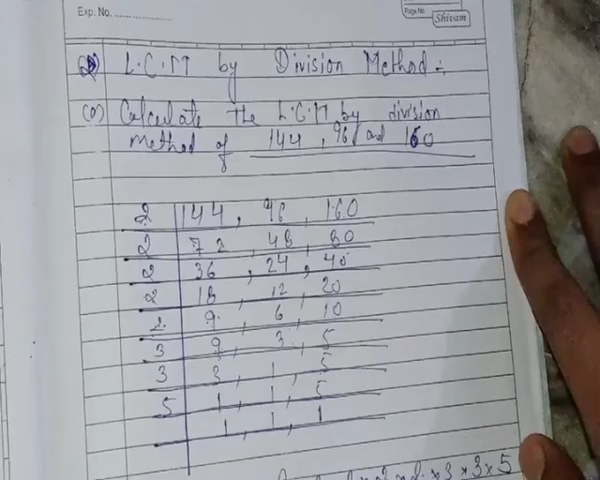 Exp. No.
Page No.
Shivam
L.C.M by Division Method :-
(a) Calculate the L.C.M by division
method of 144, 96 and 160
2 144, 96, 160
2 72, 48, 80
2 36, 24, 40
2 18, 12, 20
2 9, 6, 10
3 9, 3, 5
3 3, 1, 5
5 1, 1, 5
1, 1, 1
×3×3×5